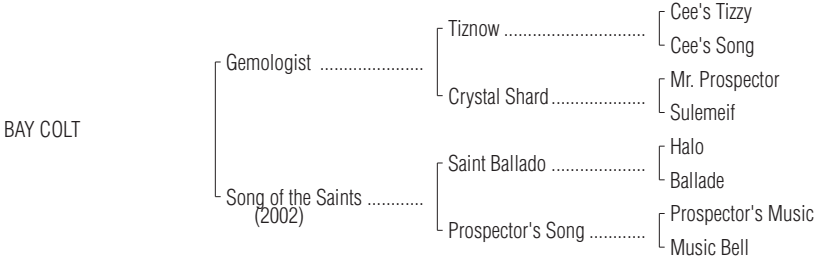 Cee's Tizzy
Tiznow ..............................
Cee's Song
Gemologist ......................
Mr. Prospector
Crystal Shard....................
Sulemeif
BAY COLT
Halo
Saint Ballado ....................
Ballade
Song of the Saints ............
(2002)
Prospector's Music
Prospector's Song ............
Music Bell